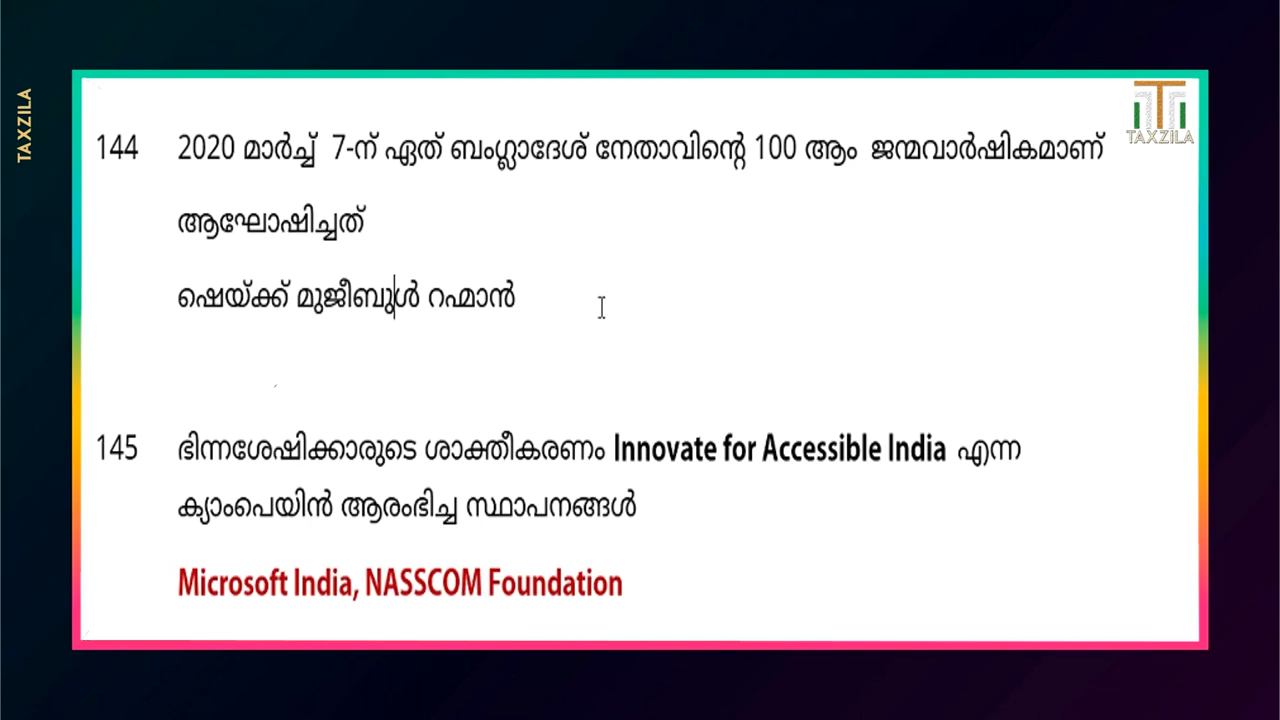 TAXZILA
TAXZILA
144 2020 മാർച്ച് 7-ന് ഏത് ബംഗ്ലാദേശ് നേതാവിന്റെ 100 ആം ജന്മവാർഷികമാണ്
ആഘോഷിച്ചത്
ഷെയ്ക്ക് മുജീബുൾ റഹ്മാൻ
145 ഭിന്നശേഷിക്കാരുടെ ശാക്തീകരണം Innovate for Accessible India എന്ന
ക്യാംപെയിൻ ആരംഭിച്ച സ്ഥാപനങ്ങൾ
Microsoft India, NASSCOM Foundation